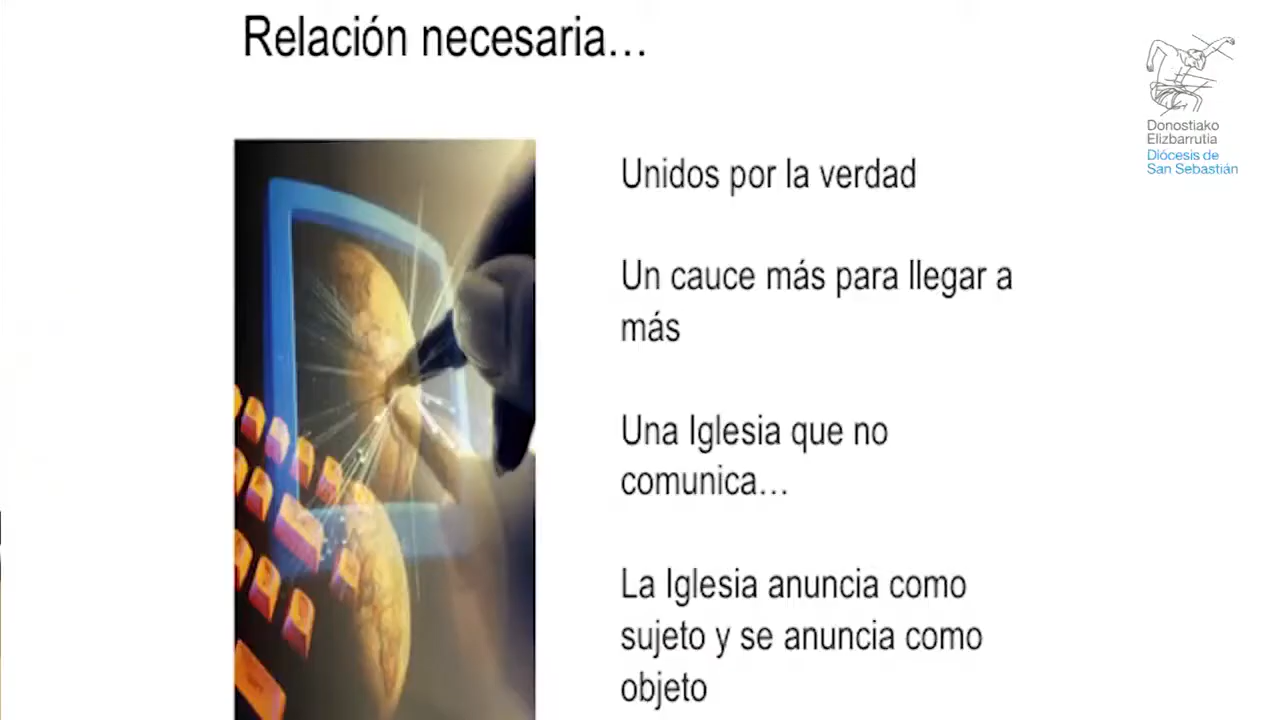 Relación necesaria...
Donostiako
Elizbarrutia
Diócesis de
San Sebastián
Unidos por la verdad
Un cauce más para llegar a
más
Una Iglesia que no
comunica...
La Iglesia anuncia como
sujeto y se anuncia como
objeto